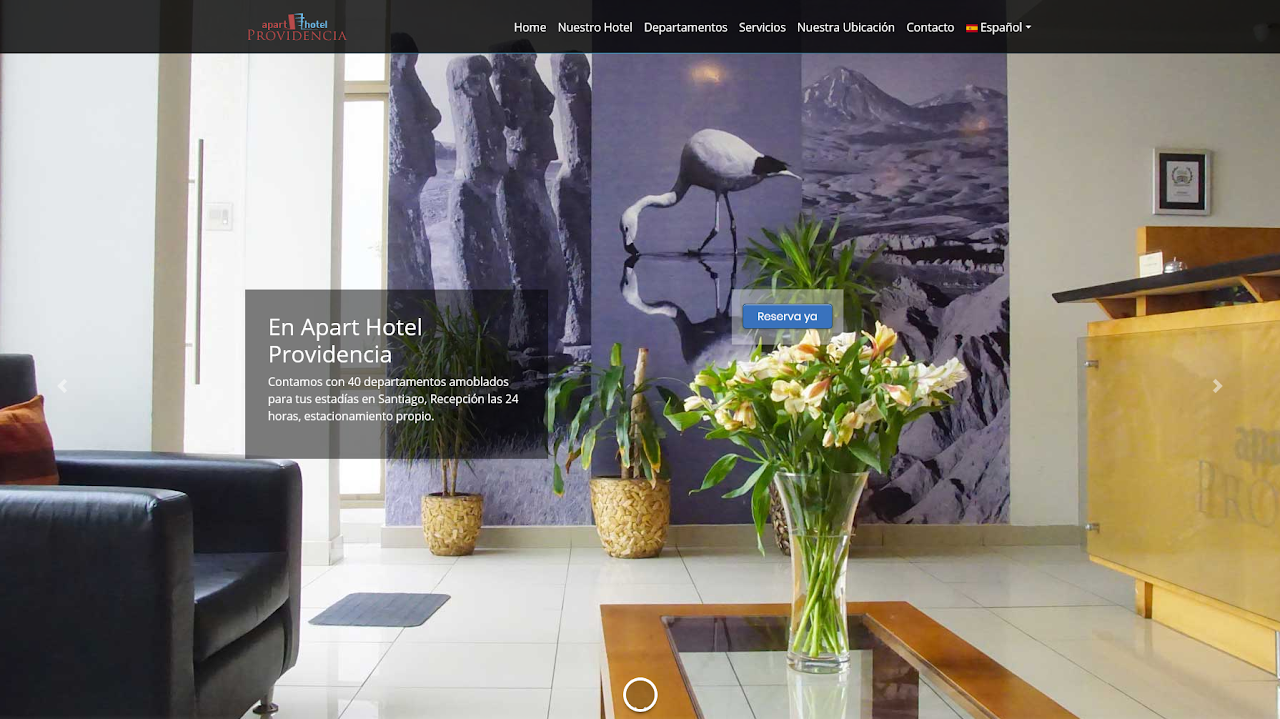 apart hotel
PROVIDENCIA
Home Nuestro Hotel Departamentos Servicios Nuestra Ubicación Contacto Español
En Apart Hotel
Providencia
Contamos con 40 departamentos amoblados
para tus estadías en Santiago, Recepción las 24
horas, estacionamiento propio.
Reserva ya